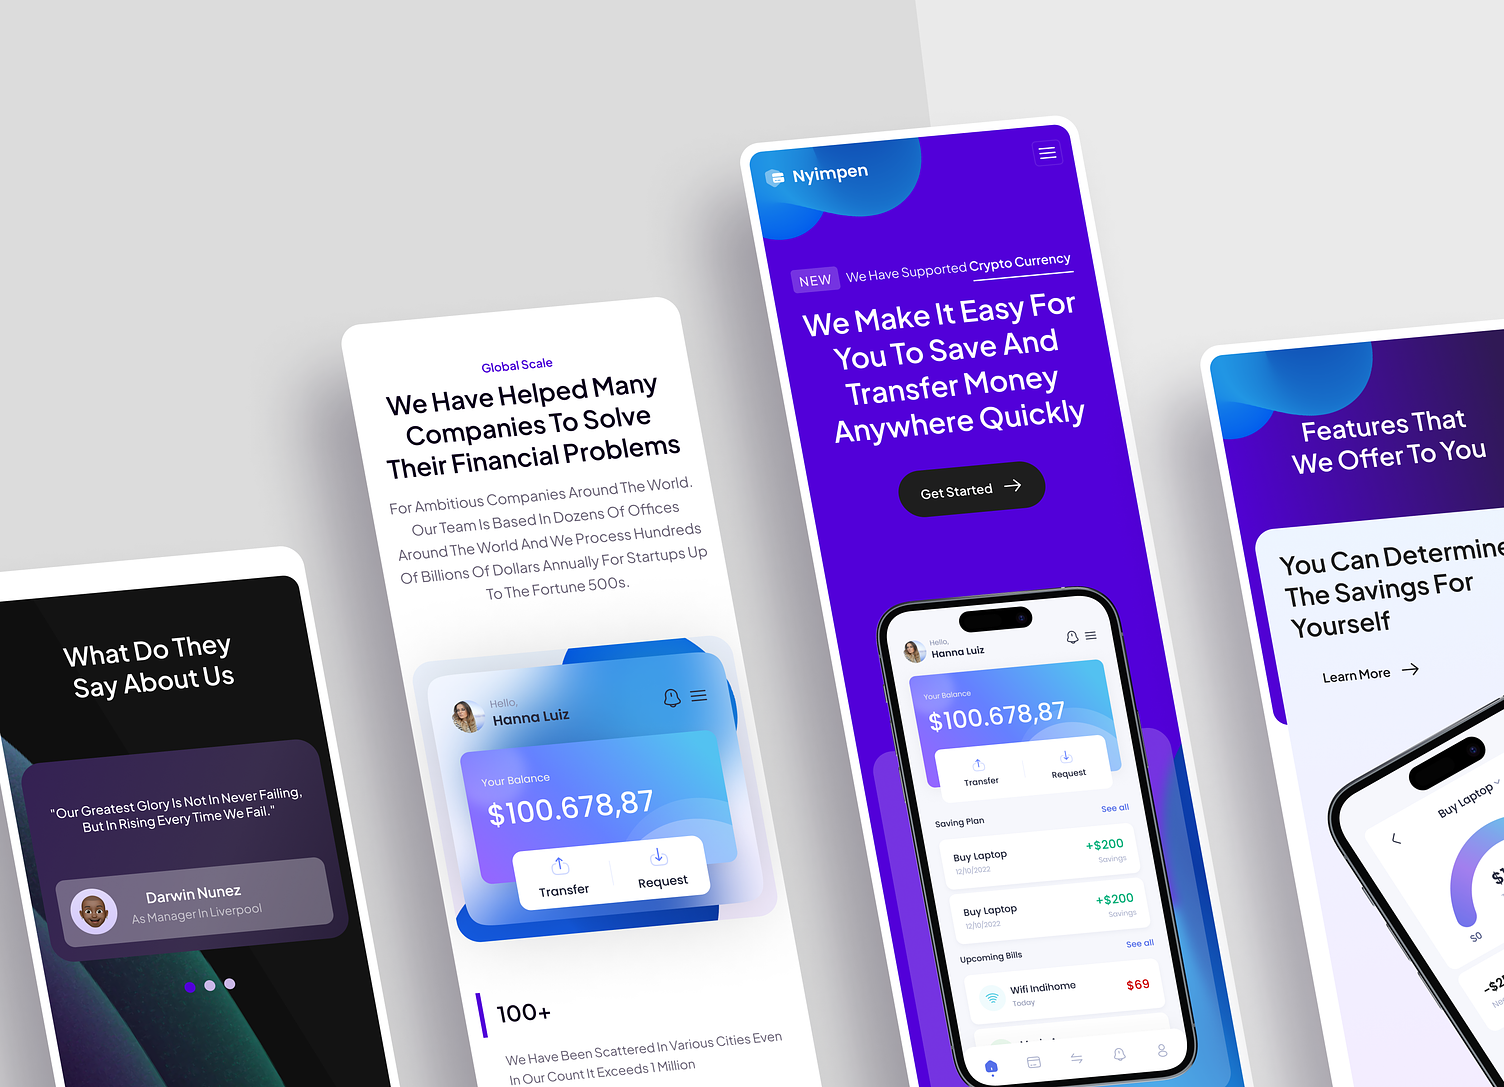 What Do They
Say About Us
"Our Greatest Glory Is Not In Never Failing,
But In Rising Every Time We Fail."
Darwin Nunez
As Manager In Liverpool
Global Scale
We Have Helped Many
Companies To Solve
Their Financial Problems
For Ambitious Companies Around The World.
Our Team Is Based In Dozens Of Offices
Around The World And We Process Hundreds
Of Billions Of Dollars Annually For Startups Up
To The Fortune 500s.
Hello,
Hanna Luiz
Your Balance
$100.678,87
Transfer
Request
100+
We Have Been Scattered In Various Cities Even
In Our Count It Exceeds 1 Million
Nyimpen
NEW We Have Supported Crypto Currency
We Make It Easy For
You To Save And
Transfer Money
Anywhere Quickly
Get Started
Hello,
Hanna Luiz
Your Balance
$100.678,87
Transfer
Request
Saving Plan
See all
Buy Laptop
+$200
12/10/2022
Savings
Buy Laptop
+$200
12/10/2022
Savings
Upcoming Bills
See all
Wifi Indihome
$69
Today
Features That
We Offer To You
You Can Determine
The Savings For
Yourself
Learn More
Buy Laptop
$0